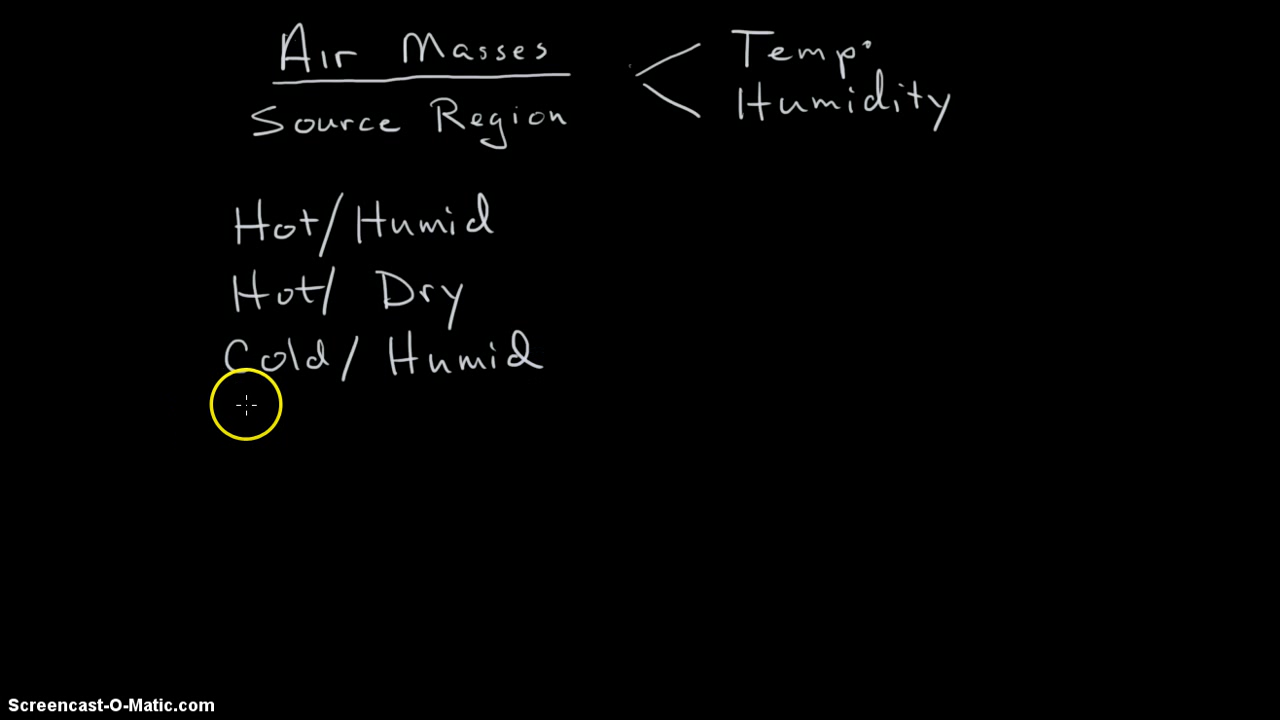 Air Masses
Source Region
Temp.
Humidity
Hot/Humid
Hot/ Dry
Cold/ Humid
Screencast-O-Matic.com